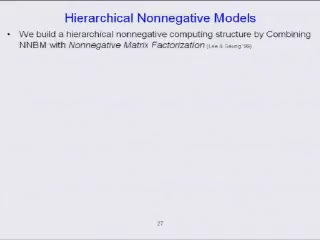 Hierarchical Nonnegative Models
• We build a hierarchical nonnegative computing structure by Combining
NNBM with Nonnegative Matrix Factorization (Lee & Seung '99)
27